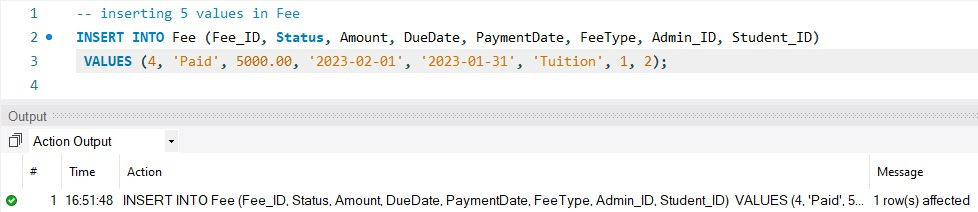 1 -- inserting 5 values in Fee
2 INSERT INTO Fee (Fee_ID, Status, Amount, DueDate, PaymentDate, FeeType, Admin_ID, Student_ID)
3 VALUES (4, 'Paid', 5000.00, '2023-02-01', '2023-01-31', 'Tuition', 1, 2);
4
Output
Action Output
# Time Action Message
1 16:51:48 INSERT INTO Fee (Fee_ID, Status, Amount, DueDate, PaymentDate, FeeType, Admin_ID, Student_ID) VALUES (4, 'Paid', 5... 1 row(s) affected